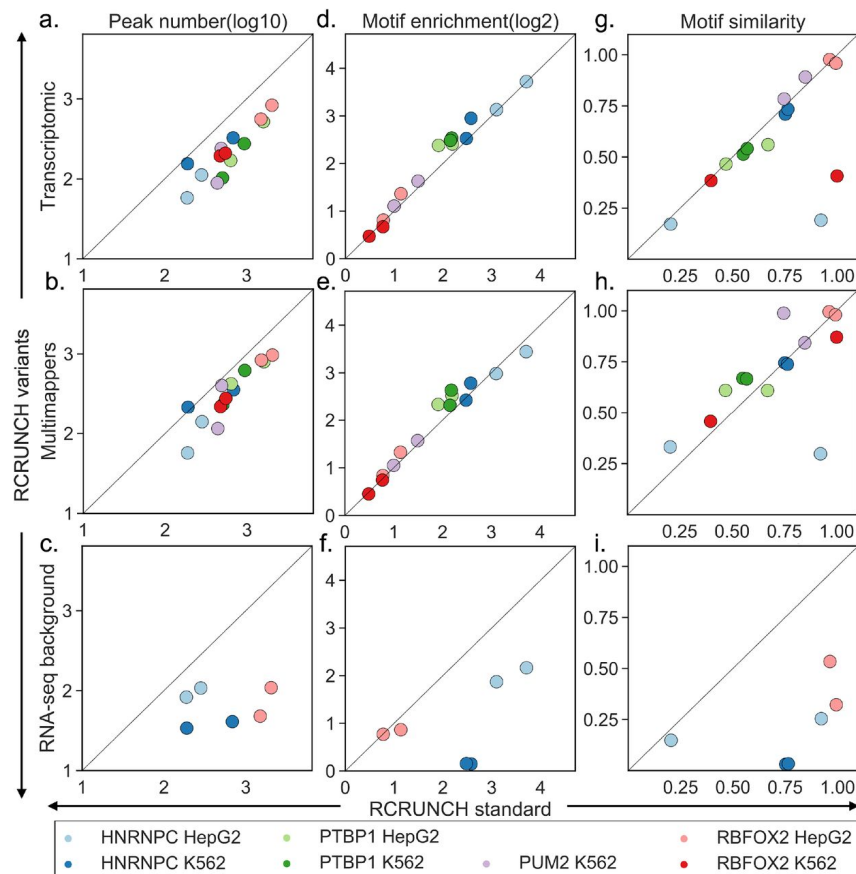 a. Peak number(log10) d. Motif enrichment(log2) g. Motif similarity
Transcriptomic
3
2
1
1 2 3
4
3
2
1
0
0 1 2 3 4
1.00
0.75
0.50
0.25
0.25 0.50 0.75 1.00
b. e. h.
RCRUNCH variants
Multimappers
3
2
1
1 2 3
4
3
2
1
0
0 1 2 3 4
1.00
0.75
0.50
0.25
0.25 0.50 0.75 1.00
c. f. i.
RNA-seq background
3
2
1
1 2 3
4
3
2
1
0
0 1 2 3 4
1.00
0.75
0.50
0.25
0.25 0.50 0.75 1.00
RCRUNCH standard
HNRNPC HepG2 PTBP1 HepG2 RBFOX2 HepG2
HNRNPC K562 PTBP1 K562 PUM2 K562 RBFOX2 K562